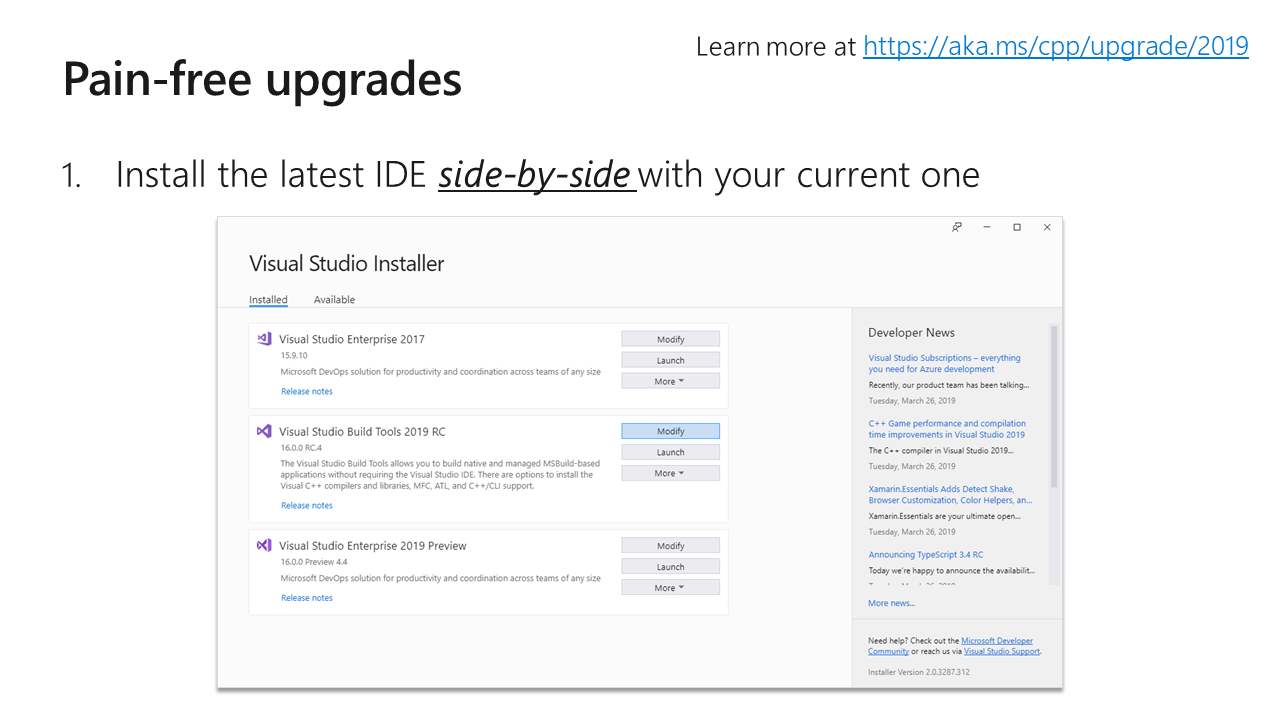 Learn more at https://aka.ms/cpp/upgrade/2019
Pain-free upgrades
1. Install the latest IDE side-by-side with your current one
Visual Studio Installer
Installed Available
Visual Studio Enterprise 2017
15.9.10
Microsoft DevOps solution for productivity and coordination across teams of any size
Release notes
Modify
Launch
More
Visual Studio Build Tools 2019 RC
16.0.0 RC.4
The Visual Studio Build Tools allows you to build native and managed MSBuild-based
applications without requiring the Visual Studio IDE. There are options to install the
Visual C++ compilers and libraries, MFC, ATL, and C++/CLI support.
Release notes
Modify
Launch
More
Visual Studio Enterprise 2019 Preview
16.0.0 Preview 4.4
Microsoft DevOps solution for productivity and coordination across teams of any size
Release notes
Modify
Launch
More
Developer News
Visual Studio Subscriptions – everything
you need for Azure development
Recently, our product team has been talking...
Tuesday, March 26, 2019
C++ Game performance and compilation
time improvements in Visual Studio 2019
The C++ compiler in Visual Studio 2019...
Tuesday, March 26, 2019
Xamarin.Essentials Adds Detect Shake,
Browser Customization, Color Helpers, an...
Xamarin.Essentials are your ultimate open...
Tuesday, March 26, 2019
Announcing TypeScript 3.4 RC
Today we're happy to announce the availabilit...
More news...
Need help? Check out the Microsoft Developer
Community or reach us via Visual Studio Support.
Installer Version 2.0.3287.312